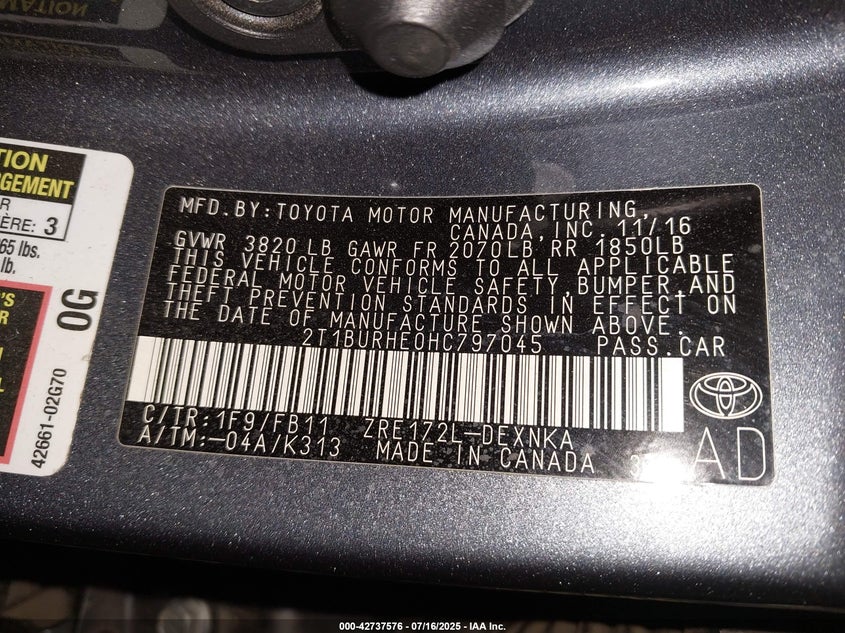 TION
RGEMENT
R
ÈRE: 3
65 lbs.
lb.
'S
R
L
OG
42661-02G70
MFD.BY:TOYOTA MOTOR MANUFACTURING,
CANADA,INC. 11/16
GVWR 3820 LB GAWR FR 2070LB RR 1850LB
THIS VEHICLE CONFORMS TO ALL APPLICABLE
FEDERAL MOTOR VEHICLE SAFETY,BUMPER,AND
THEFT PREVENTION STANDARDS IN EFFECT ON
THE DATE OF MANUFACTURE SHOWN ABOVE.
2T1BURHE0HC797045 PASS.CAR
C/TR:1F9/FB11 ZRE172L-DEXNKA
A/TM:-04A/K313 MADE IN CANADA
AD
000-42737576 - 07/16/2025 - IAA Inc.